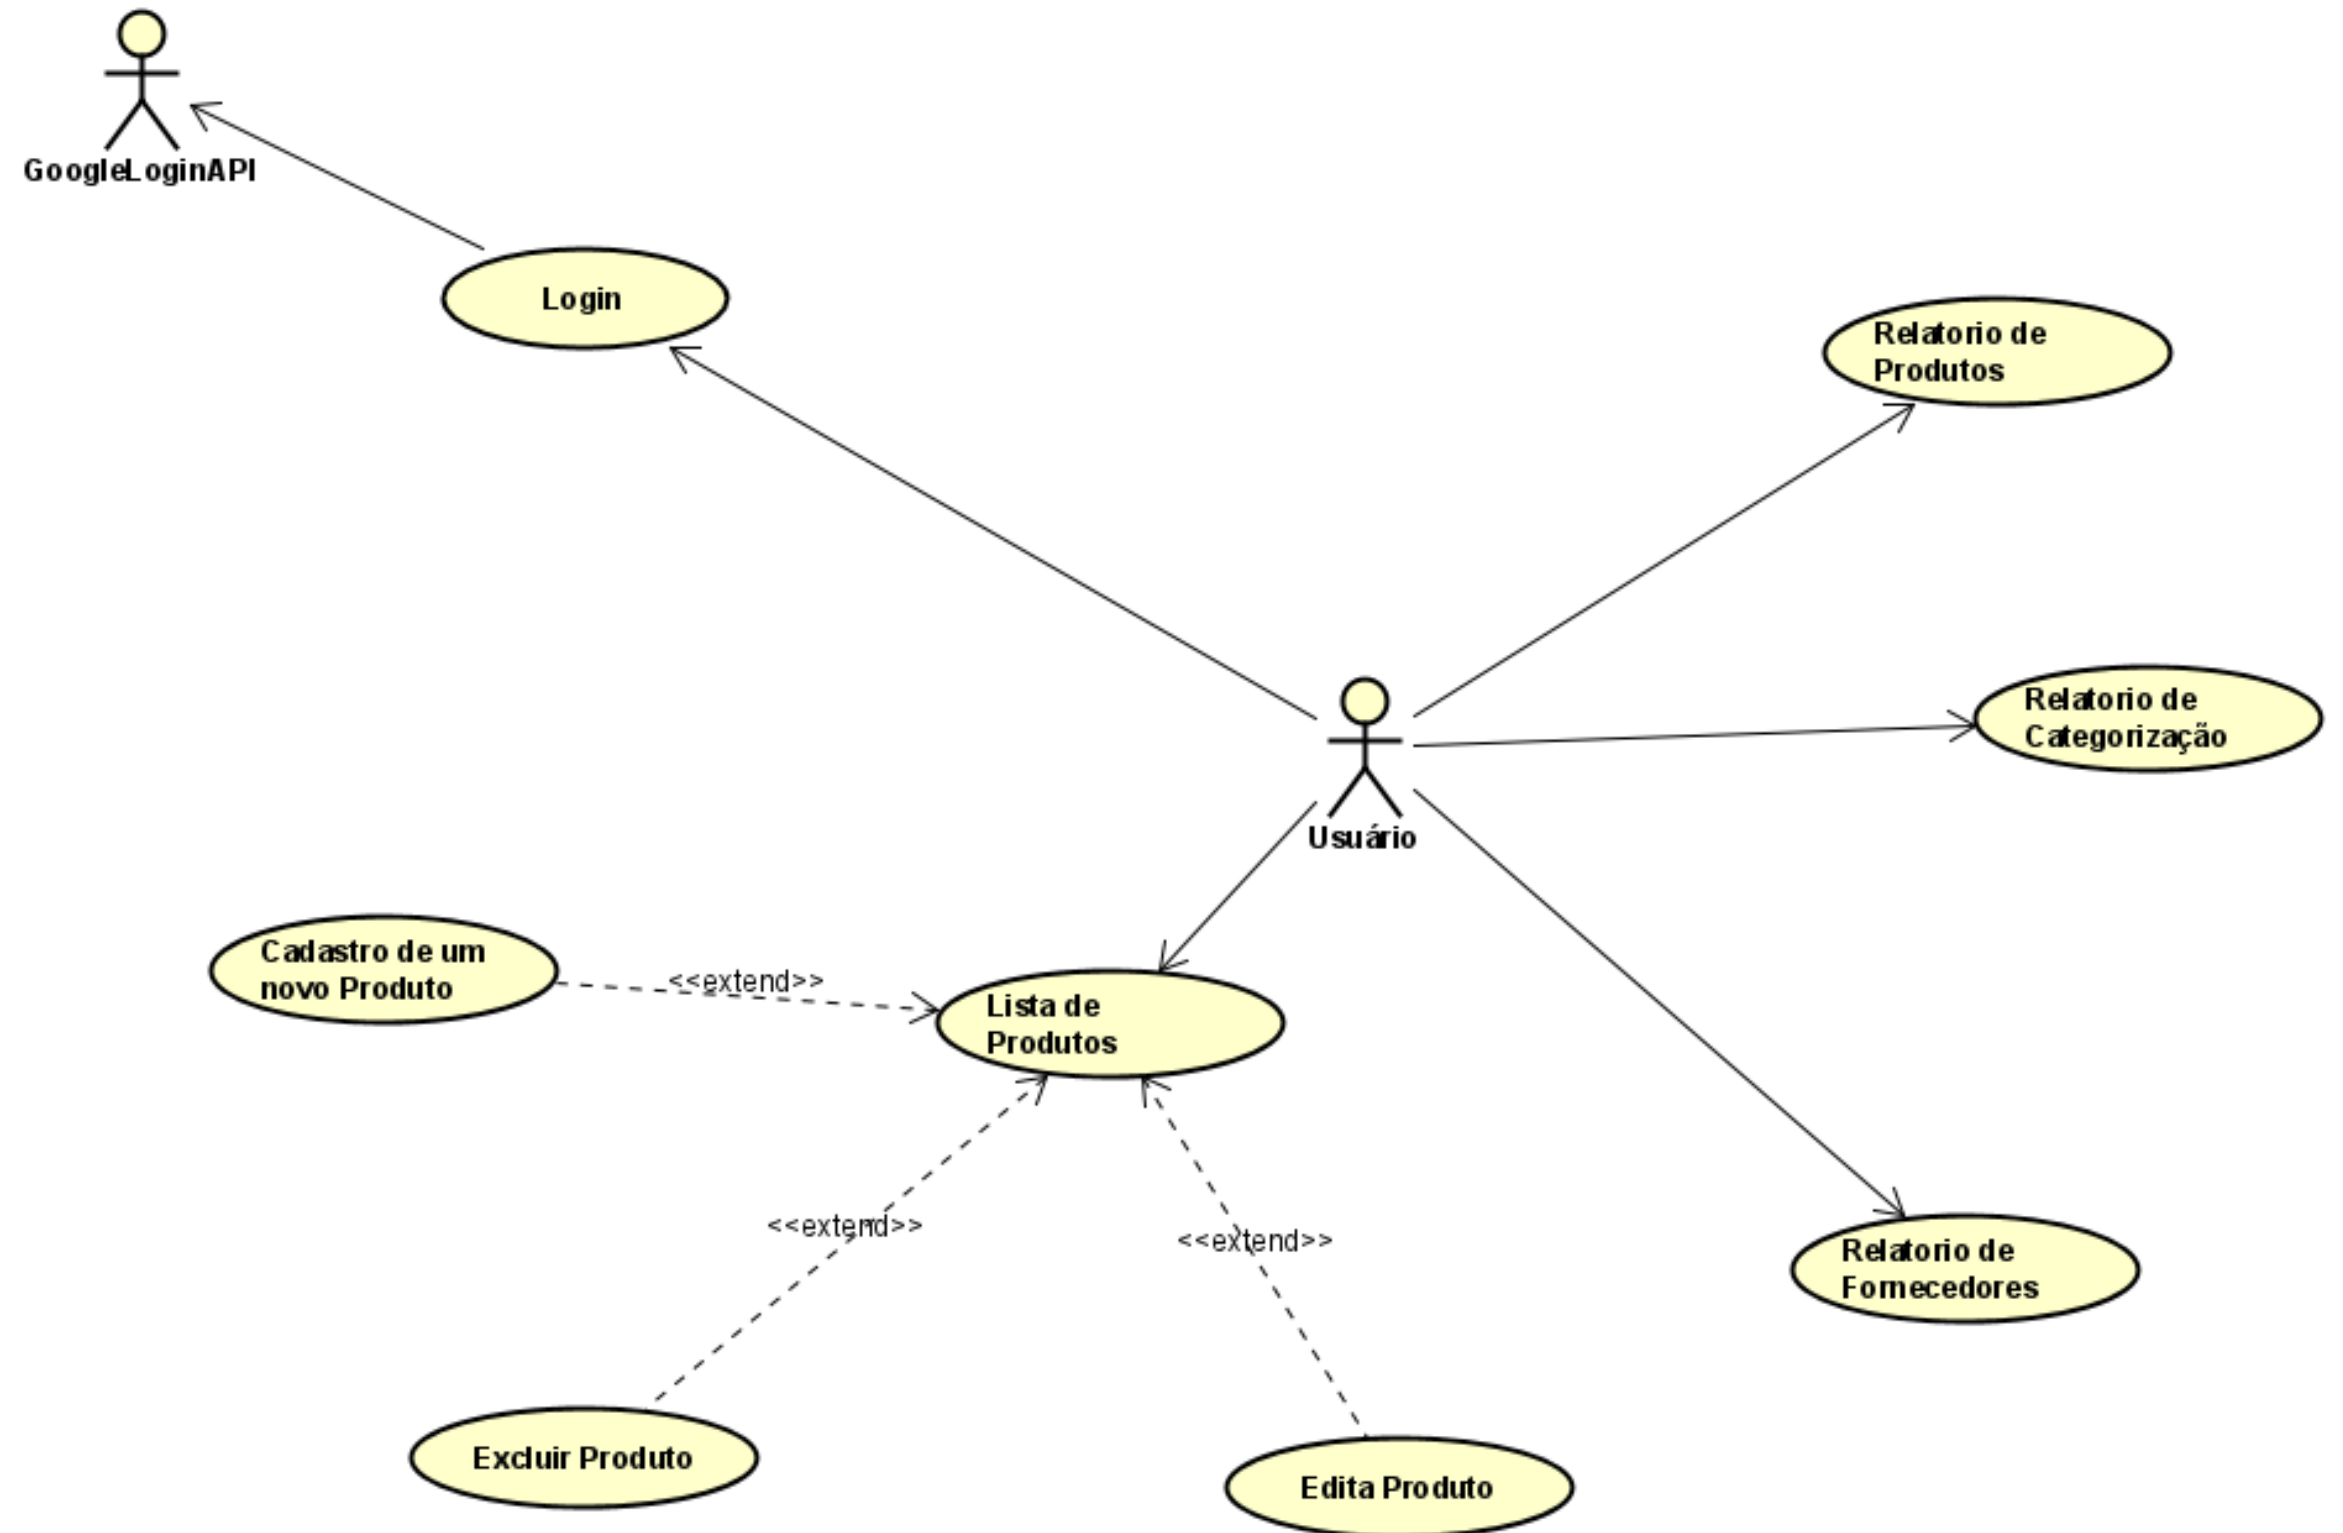 GoogleLoginAPI
Login
Relatorio de
Produtos
Relatorio de
Categorização
Usuário
Cadastro de um
novo Produto
<<extend>>
Lista de
Produtos
<<extend>>
<<extend>>
Relatorio de
Fornecedores
Excluir Produto
Edita Produto